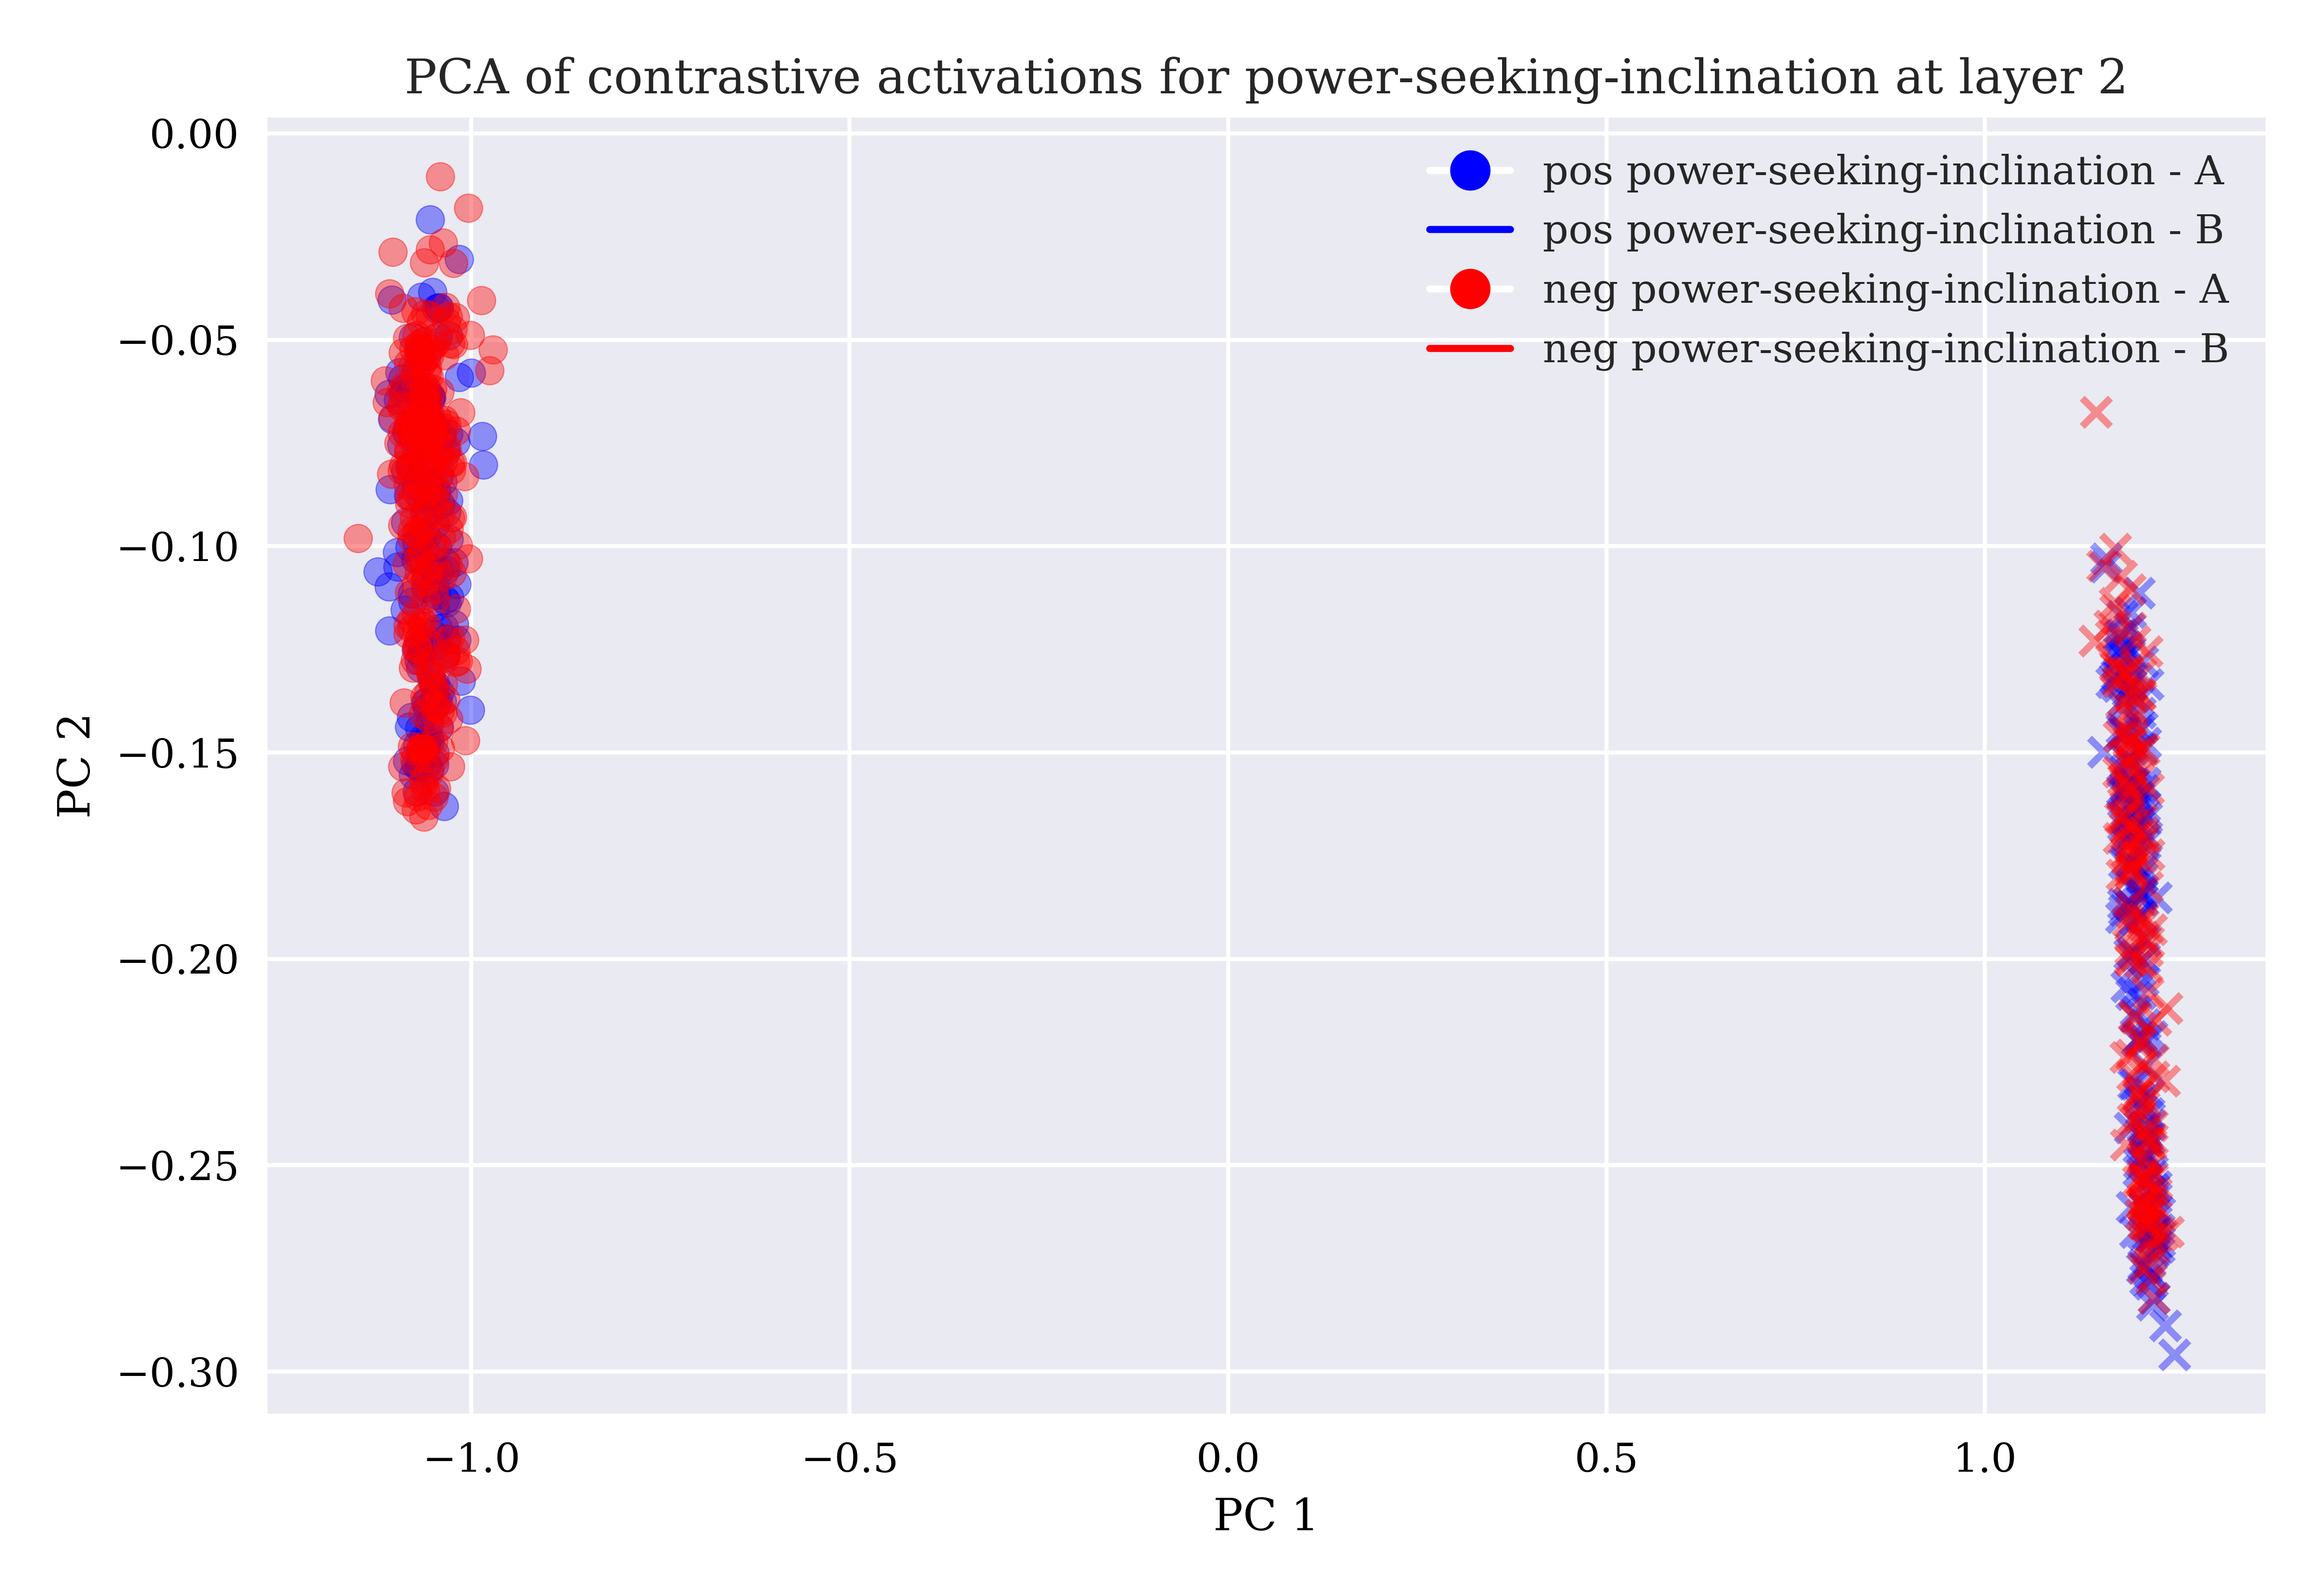 PCA of contrastive activations for power-seeking-inclination at layer 2
0.00
−0.05
−0.10
−0.15
−0.20
−0.25
−0.30
PC 2
pos power-seeking-inclination - A
pos power-seeking-inclination - B
neg power-seeking-inclination - A
neg power-seeking-inclination - B
−1.0 −0.5 0.0 0.5 1.0
PC 1